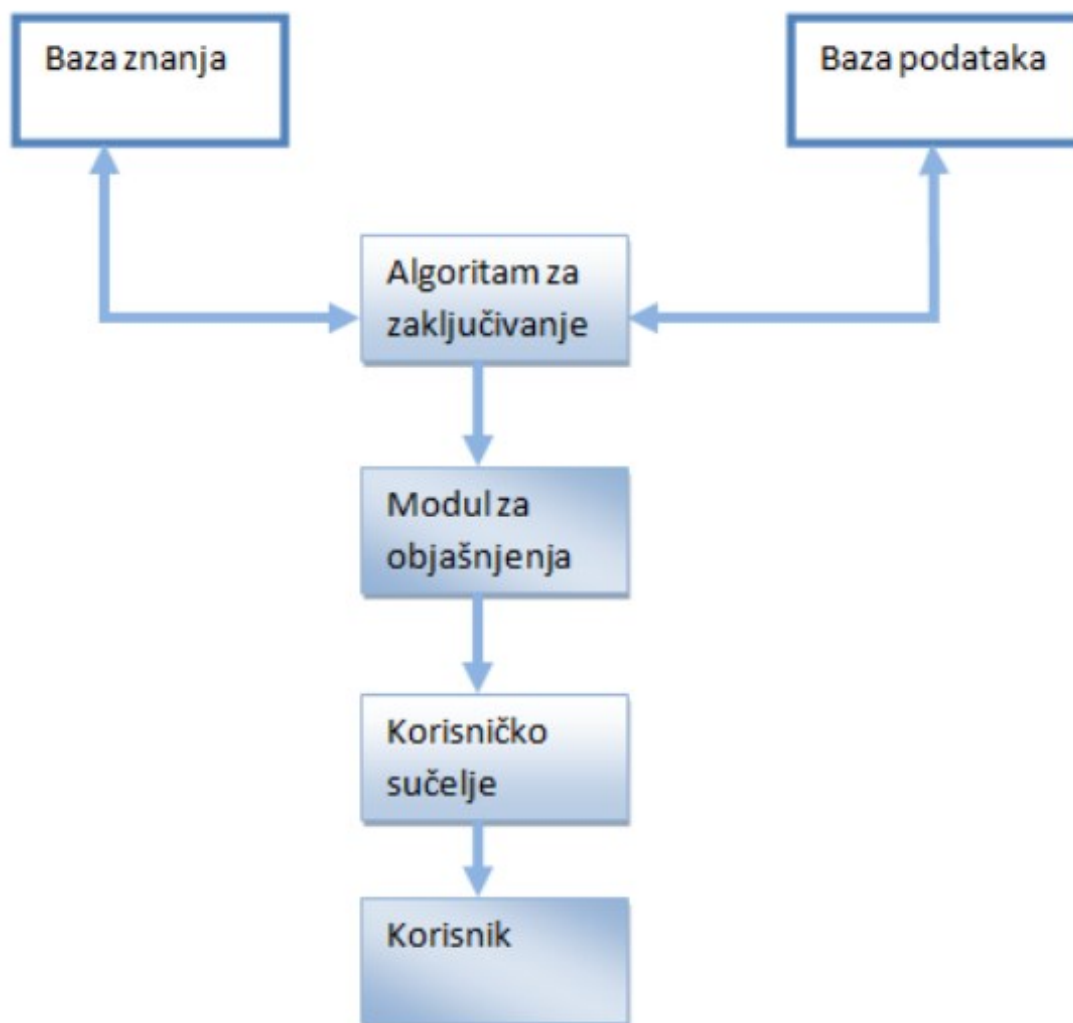 Baza znanja
Baza podataka
Algoritam za
zaključivanje
Modul za
objašnjenja
Korisničko
sučelje
Korisnik